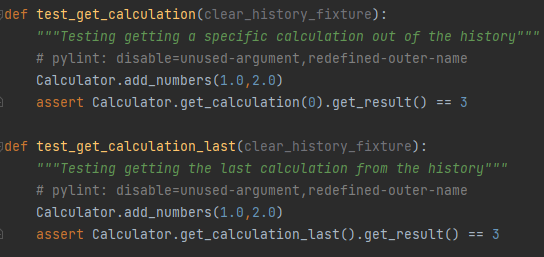 def test_get_calculation(clear_history_fixture):
    """Testing getting a specific calculation out of the history"""
    # pylint: disable=unused-argument,redefined-outer-name
    Calculator.add_numbers(1.0,2.0)
    assert Calculator.get_calculation(0).get_result() == 3
def test_get_calculation_last(clear_history_fixture):
    """Testing getting the last calculation from the history"""
    # pylint: disable=unused-argument,redefined-outer-name
    Calculator.add_numbers(1.0,2.0)
    assert Calculator.get_calculation_last().get_result() == 3